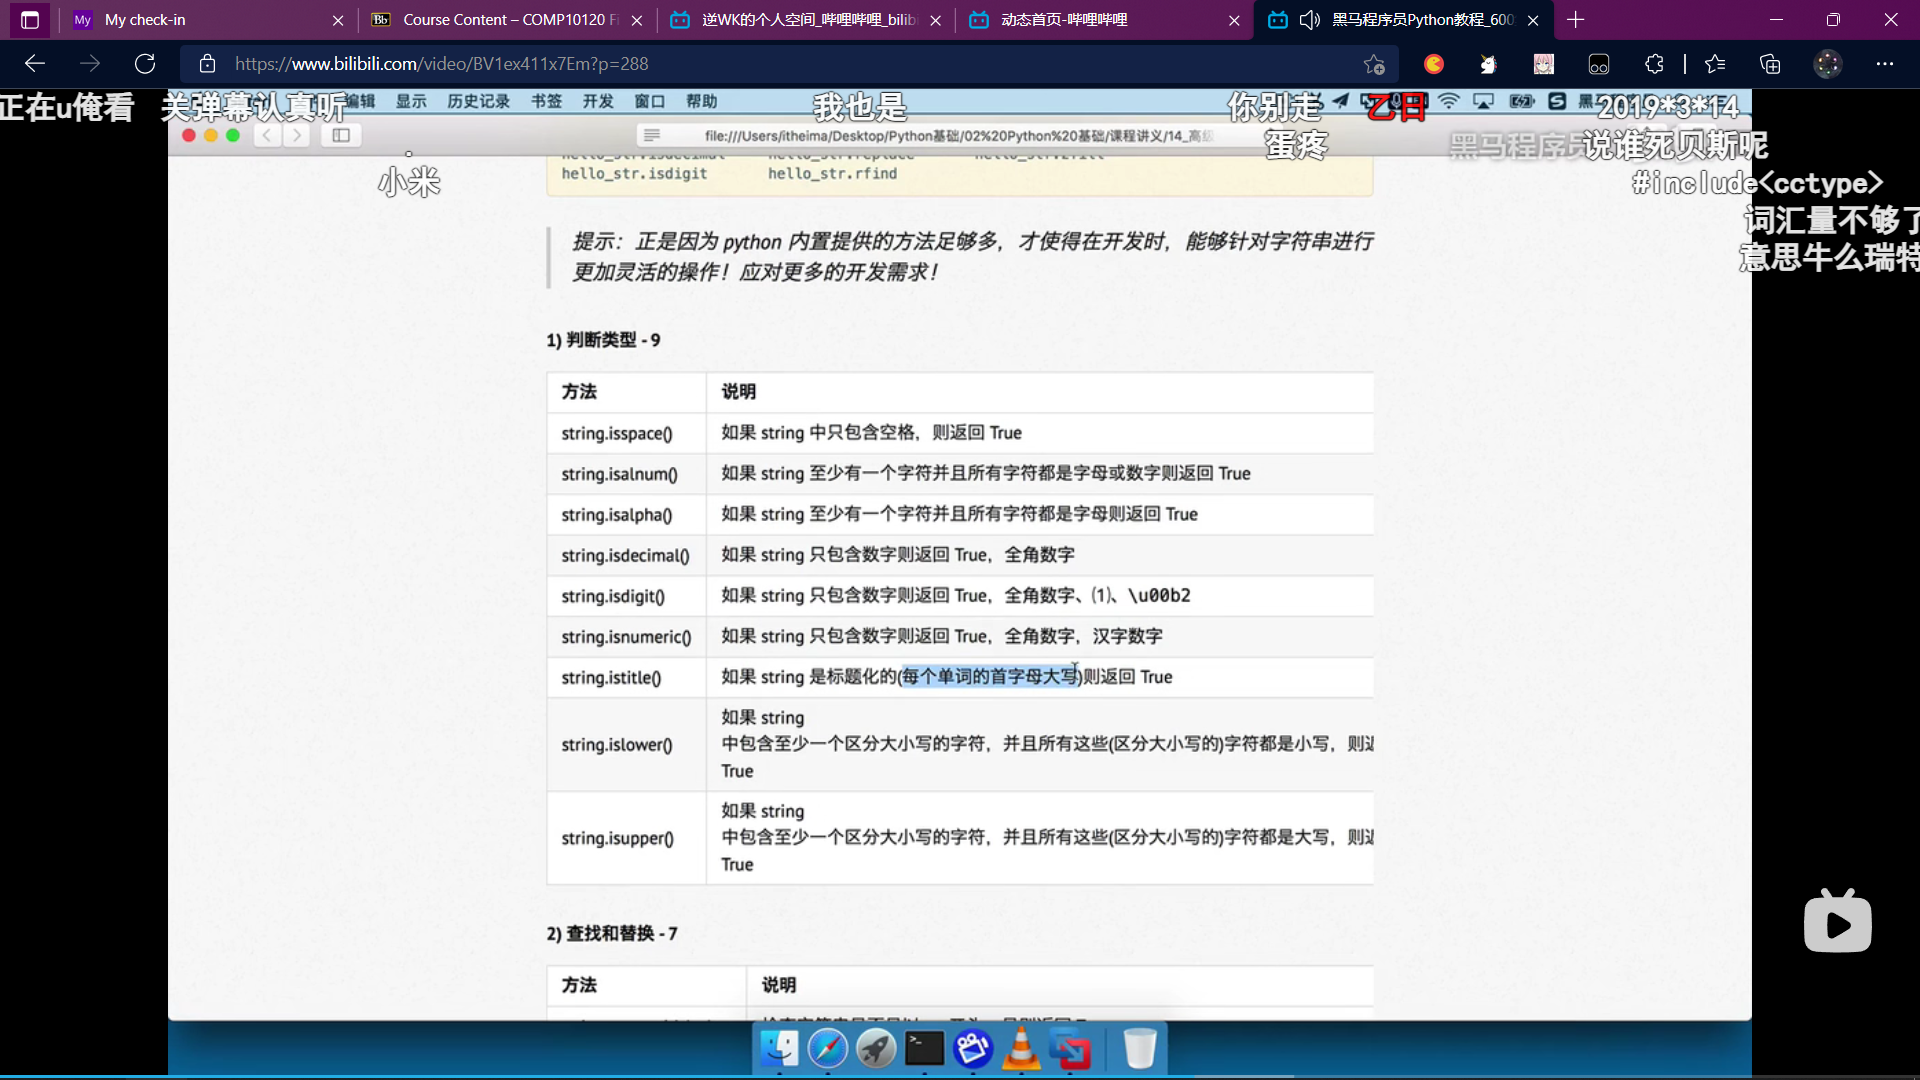 My check-in
Course Content – COMP10120 Fi
逆WK的个人空间_哔哩哔哩_bilibi
动态首页-哔哩哔哩
黑马程序员Python教程_600
https://www.bilibili.com/video/BV1ex411x7Em?p=288
正在u俺看 关弹幕认真听 我也是 你别走 乙日 2019*3*14
编辑 显示 历史记录 书签 开发 窗口 帮助
file:///Users/itheima/Desktop/Python基础/02%20Python%20基础/课程讲义/14_高级
蛋疼 黑马程序员 说谁死贝斯呢
小米 #include<cctype>
词汇量不够了
意思牛么瑞特
hello_str.isdecimal hello_str.replace hello_str.zfill
hello_str.isdigit hello_str.rfind
提示：正是因为 python 内置提供的方法足够多，才使得在开发时，能够针对字符串进行
更加灵活的操作！应对更多的开发需求！
1) 判断类型 - 9
方法 说明
string.isspace() 如果 string 中只包含空格，则返回 True
string.isalnum() 如果 string 至少有一个字符并且所有字符都是字母或数字则返回 True
string.isalpha() 如果 string 至少有一个字符并且所有字符都是字母则返回 True
string.isdecimal() 如果 string 只包含数字则返回 True，全角数字
string.isdigit() 如果 string 只包含数字则返回 True，全角数字、⑴、\u00b2
string.isnumeric() 如果 string 只包含数字则返回 True，全角数字，汉字数字
string.istitle() 如果 string 是标题化的(每个单词的首字母大写)则返回 True
string.islower() 如果 string
中包含至少一个区分大小写的字符，并且所有这些(区分大小写的)字符都是小写，则返
True
string.isupper() 如果 string
中包含至少一个区分大小写的字符，并且所有这些(区分大小写的)字符都是大写，则返
True
2) 查找和替换 - 7
方法 说明